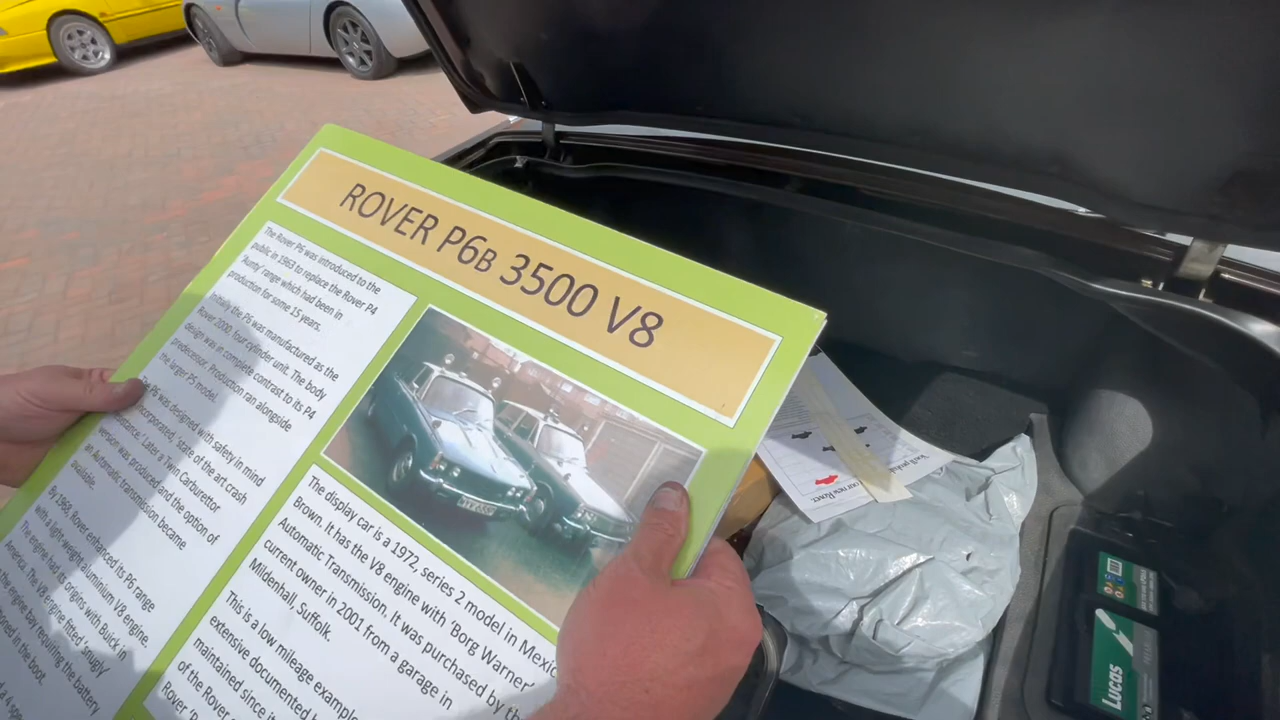 ROVER P6B 3500 V8
The Rover P6 was introduced to the
public in 1963 to replace the Rover P4
'Aunty' range which had been in
production for some 15 years.
Initially the P6 was manufactured as the
Rover 2000, four cylinder unit. The body
design was in complete contrast to its P4
predecessor. Production ran alongside
the larger P5 model.
The P6 was designed with safety in mind
incorporated, 'state of the art crash
Later a Twin Carburettor
version was produced and the option of
an Automatic transmission became
available.
By 1968, Rover enhanced its P6 range
with a light weight aluminium V8 engine.
The engine had its origins with Buick in
America. The V8 engine fitted 'snugly'
the engine bay requiring the battery
in the boot.
The display car is a 1972, series 2 model in Mexic
Brown. It has the V8 engine with 'Borg Warner'
Automatic Transmission. It was purchased by th
current owner in 2001 from a garage in
Mildenhall, Suffolk.
This is a low mileage example
extensive documented h
maintained since it
of the Rover
Rover
our new Rover
Lucas